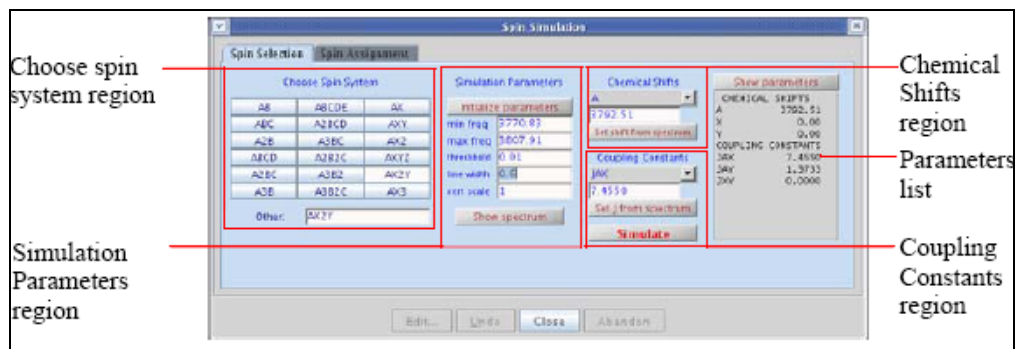 Spin Simulation
Spin Selection Spin Assignment
Choose spin
system region
Simulation
Parameters
region
Choose Spin System
AB ABCDE AX
ABC A2BCD AXY
A2B A3BC AX2
ABCD A2B2C AXYZ
A2BC A3B2 AX2Y
A3B A3B2C AX3
Other: AX2Y
Simulation Parameters
Initialize parameters
min freq 3770.83
max freq 3807.91
threshold 0.01
line width
vert scale 1
Show spectrum
Chemical Shifts
A
3792.51
Set shift from spectrum
Coupling Constants
JAX
7.4550
Set J from spectrum
Simulate
Show parameters
CHEMICAL SHIFTS
A 3792.51
X 0.00
Y 0.00
COUPLING CONSTANTS
JAX 7.4550
JAY 1.3733
JXY 0.0000
Chemical
Shifts
region
Parameters
list
Coupling
Constants
region
Edit... Undo Close Abandon